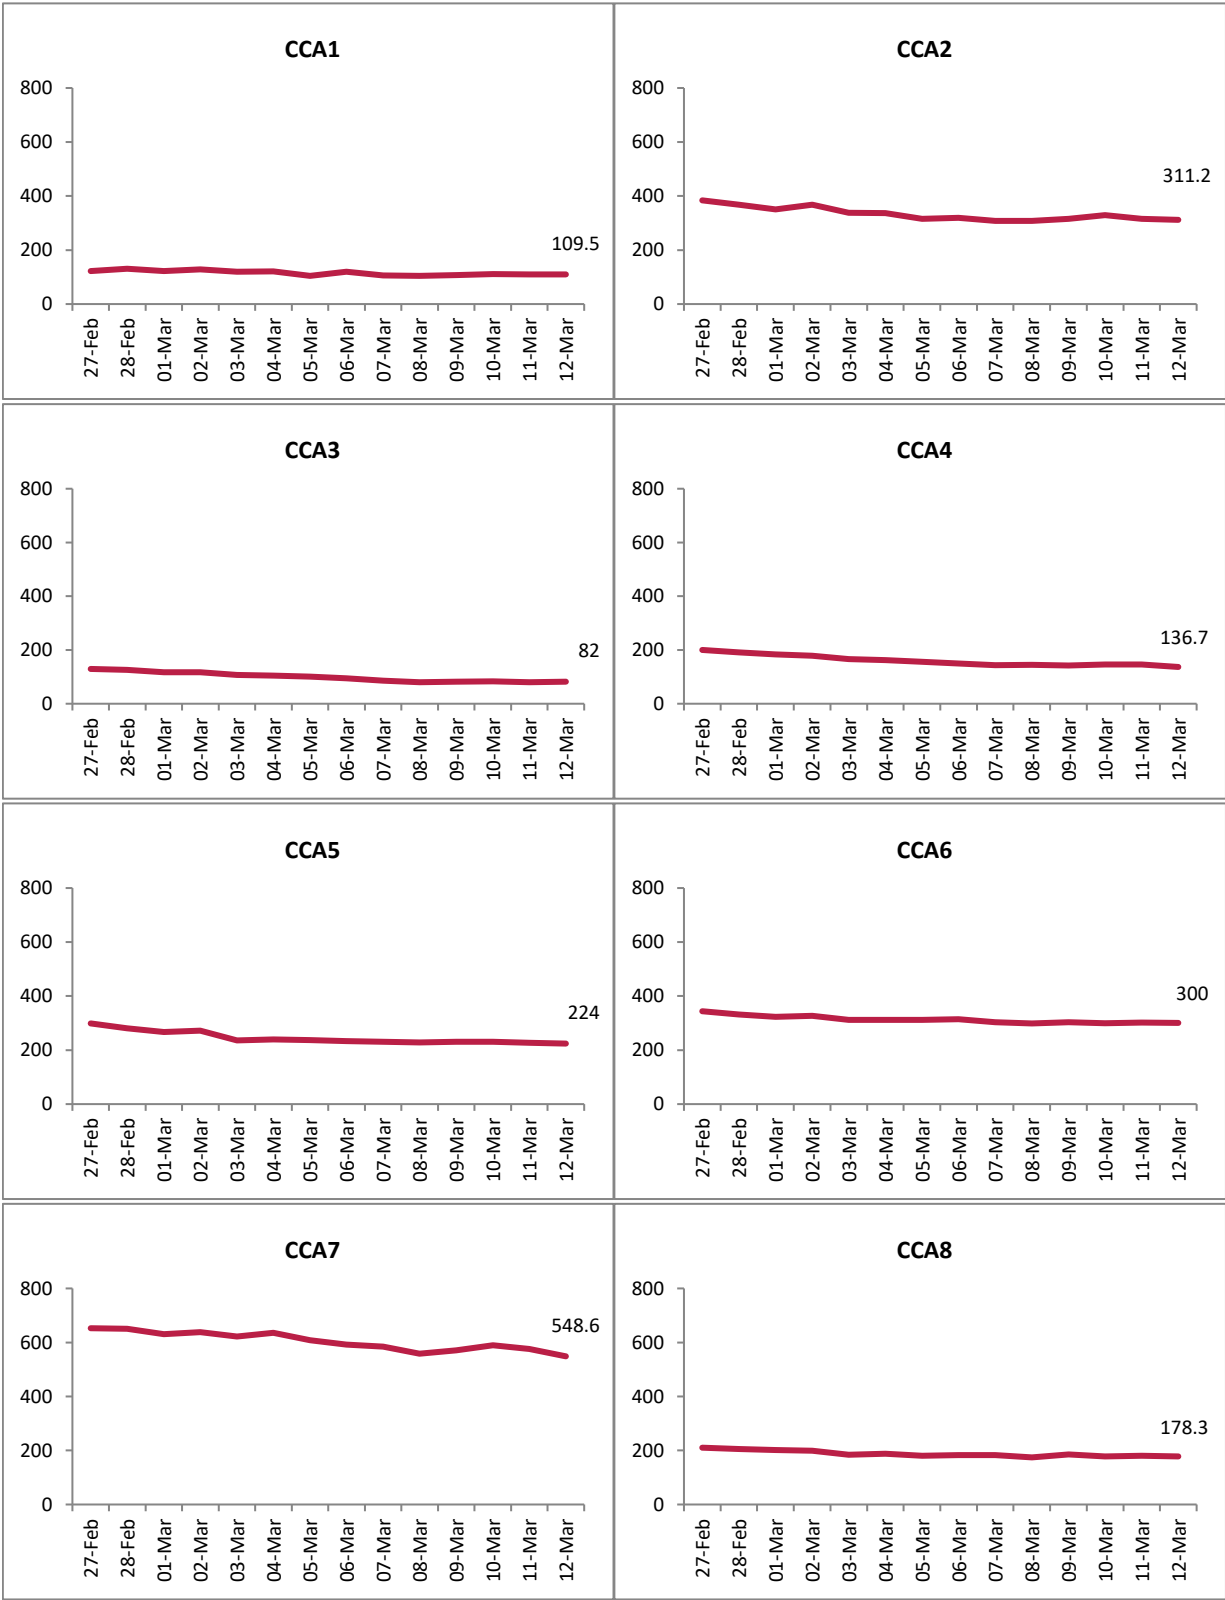 CCA1
800
600
400
200
0
109.5
27-Feb
28-Feb
01-Mar
02-Mar
03-Mar
04-Mar
05-Mar
06-Mar
07-Mar
08-Mar
09-Mar
10-Mar
11-Mar
12-Mar
CCA2
800
600
400
200
0
311.2
27-Feb
28-Feb
01-Mar
02-Mar
03-Mar
04-Mar
05-Mar
06-Mar
07-Mar
08-Mar
09-Mar
10-Mar
11-Mar
12-Mar
CCA3
800
600
400
200
0
82
27-Feb
28-Feb
01-Mar
02-Mar
03-Mar
04-Mar
05-Mar
06-Mar
07-Mar
08-Mar
09-Mar
10-Mar
11-Mar
12-Mar
CCA4
800
600
400
200
0
136.7
27-Feb
28-Feb
01-Mar
02-Mar
03-Mar
04-Mar
05-Mar
06-Mar
07-Mar
08-Mar
09-Mar
10-Mar
11-Mar
12-Mar
CCA5
800
600
400
200
0
224
27-Feb
28-Feb
01-Mar
02-Mar
03-Mar
04-Mar
05-Mar
06-Mar
07-Mar
08-Mar
09-Mar
10-Mar
11-Mar
12-Mar
CCA6
800
600
400
200
0
300
27-Feb
28-Feb
01-Mar
02-Mar
03-Mar
04-Mar
05-Mar
06-Mar
07-Mar
08-Mar
09-Mar
10-Mar
11-Mar
12-Mar
CCA7
800
600
400
200
0
548.6
27-Feb
28-Feb
01-Mar
02-Mar
03-Mar
04-Mar
05-Mar
06-Mar
07-Mar
08-Mar
09-Mar
10-Mar
11-Mar
12-Mar
CCA8
800
600
400
200
0
178.3
27-Feb
28-Feb
01-Mar
02-Mar
03-Mar
04-Mar
05-Mar
06-Mar
07-Mar
08-Mar
09-Mar
10-Mar
11-Mar
12-Mar